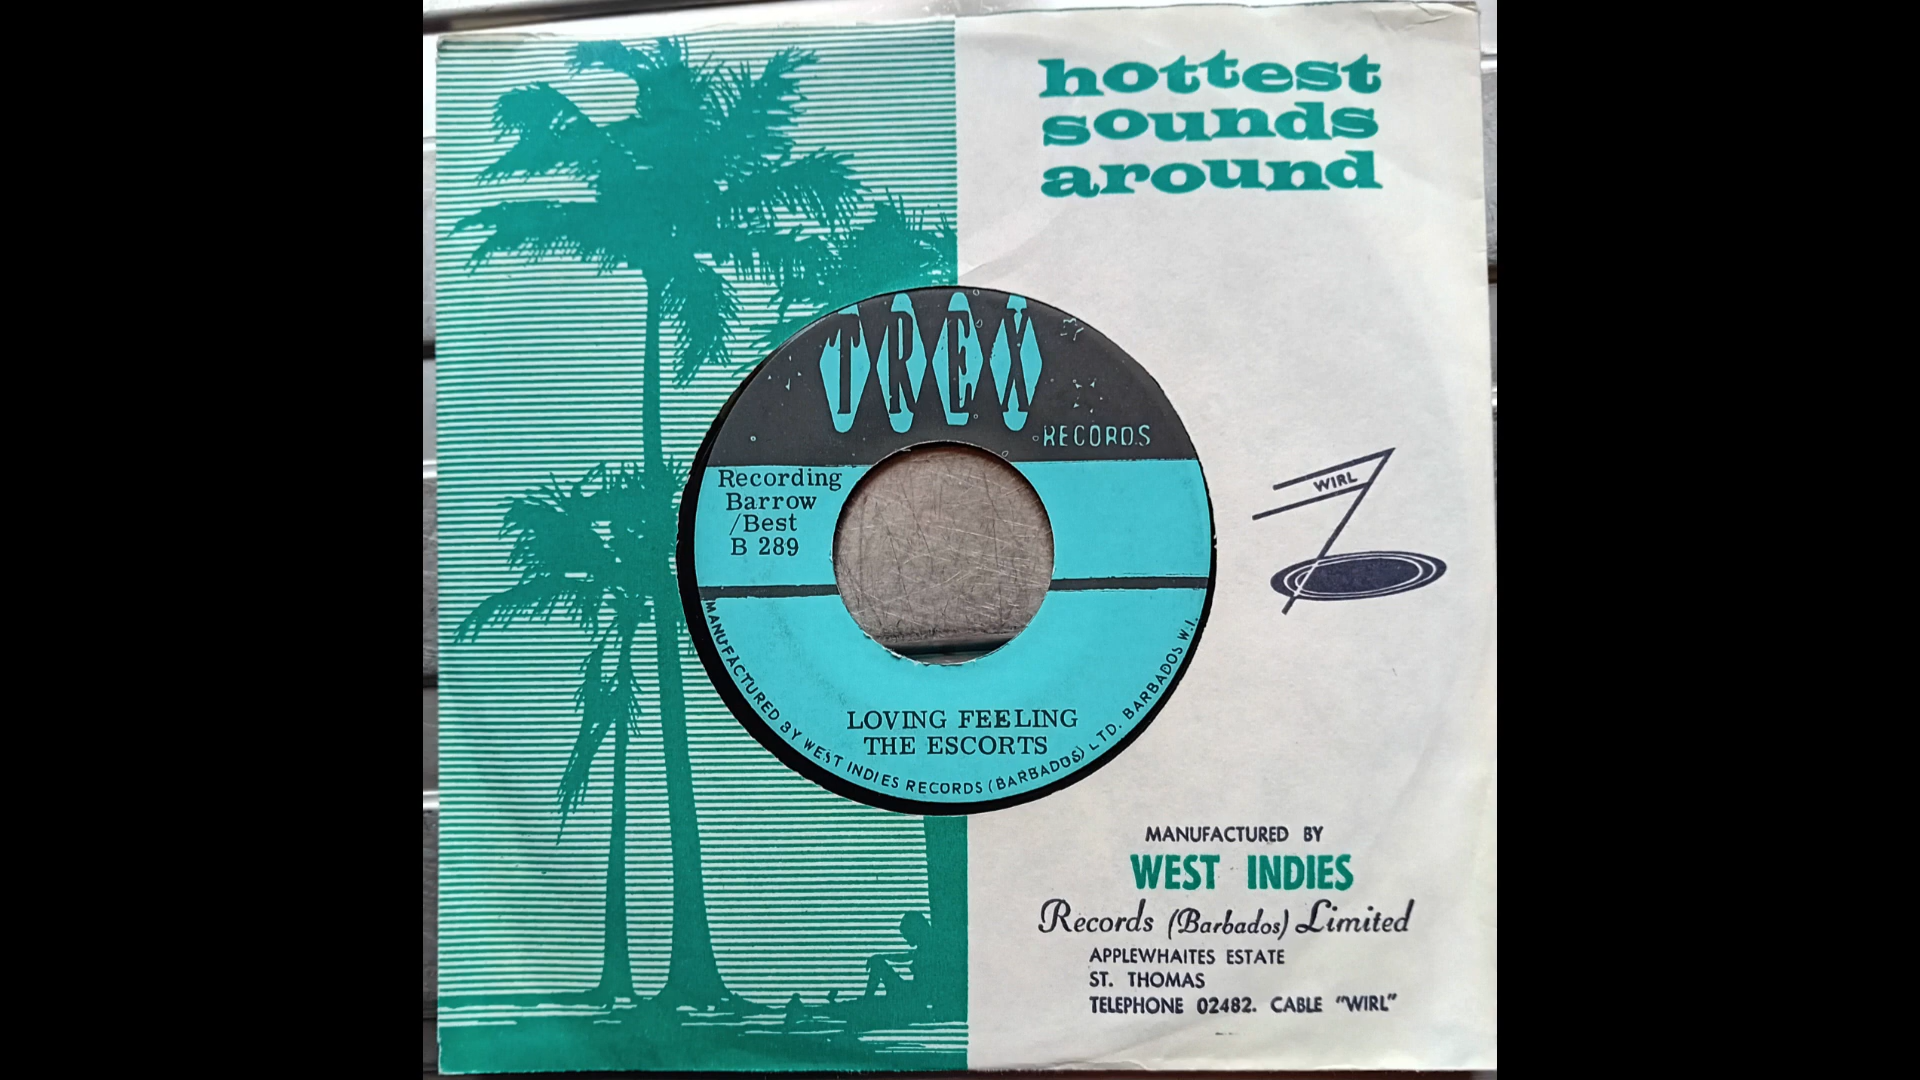 hottest
sounds
around
TREX
RECORDS
Recording
Barrow
/Best
B 289
WIRL
LOVING FEELING
THE ESCORTS
MANUFACTURED BY WEST INDIES RECORDS (BARBADOS) LTD. BARBADOS W.I.
MANUFACTURED BY
WEST INDIES
Records (Barbados) Limited
APPLEWHAITES ESTATE
ST. THOMAS
TELEPHONE 02482. CABLE "WIRL"